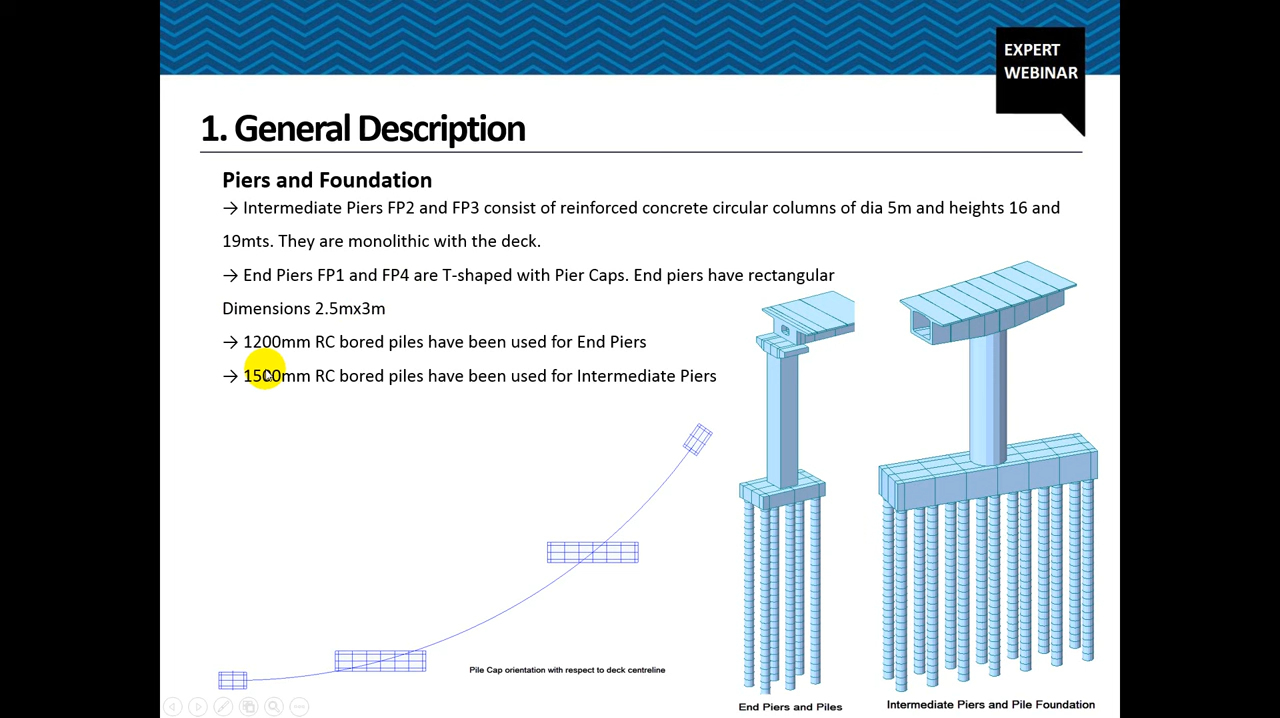 EXPERT
WEBINAR
1. General Description
Piers and Foundation
→ Intermediate Piers FP2 and FP3 consist of reinforced concrete circular columns of dia 5m and heights 16 and
19mts. They are monolithic with the deck.
→ End Piers FP1 and FP4 are T-shaped with Pier Caps. End piers have rectangular
Dimensions 2.5mx3m
→ 1200mm RC bored piles have been used for End Piers
→ 1500mm RC bored piles have been used for Intermediate Piers
Pile Cap orientation with respect to deck centreline
End Piers and Piles
Intermediate Piers and Pile Foundation